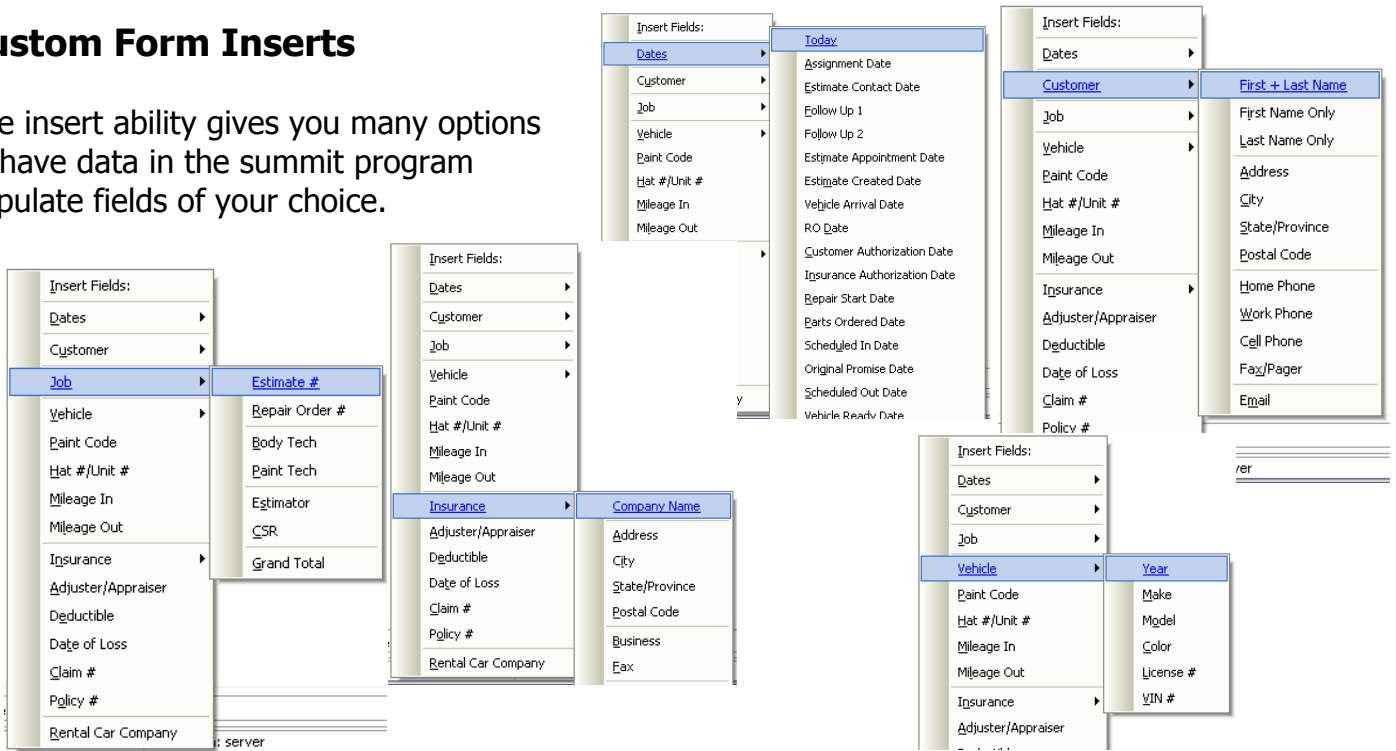 ustom Form Inserts
e insert ability gives you many options
have data in the summit program
pulate fields of your choice.
Insert Fields:
Dates
Customer
Job
Vehicle
Paint Code
Hat #/Unit #
Mileage In
Mileage Out
y
Today
Assignment Date
Estimate Contact Date
Follow Up 1
Follow Up 2
Estimate Appointment Date
Estimate Created Date
Vehicle Arrival Date
RO Date
Customer Authorization Date
Insurance Authorization Date
Repair Start Date
Parts Ordered Date
Scheduled In Date
Original Promise Date
Scheduled Out Date
Vehicle Ready Date
Insert Fields:
Dates
Customer
Job
Vehicle
Paint Code
Hat #/Unit #
Mileage In
Mileage Out
Insurance
Adjuster/Appraiser
Deductible
Date of Loss
Claim #
Policy #
First + Last Name
First Name Only
Last Name Only
Address
City
State/Province
Postal Code
Home Phone
Work Phone
Cell Phone
Fax/Pager
Email
ver
Insert Fields:
Dates
Customer
Job
Vehicle
Paint Code
Hat #/Unit #
Mileage In
Mileage Out
Insurance
Adjuster/Appraiser
Deductible
Date of Loss
Claim #
Policy #
Rental Car Company
Estimate #
Repair Order #
Body Tech
Paint Tech
Estimator
CSR
Grand Total
: server
Insert Fields:
Dates
Customer
Job
Vehicle
Paint Code
Hat #/Unit #
Mileage In
Mileage Out
Insurance
Adjuster/Appraiser
Deductible
Date of Loss
Claim #
Policy #
Rental Car Company
Company Name
Address
City
State/Province
Postal Code
Business
Fax
Insert Fields:
Dates
Customer
Job
Vehicle
Paint Code
Hat #/Unit #
Mileage In
Mileage Out
Insurance
Adjuster/Appraiser
Year
Make
Model
Color
License #
VIN #